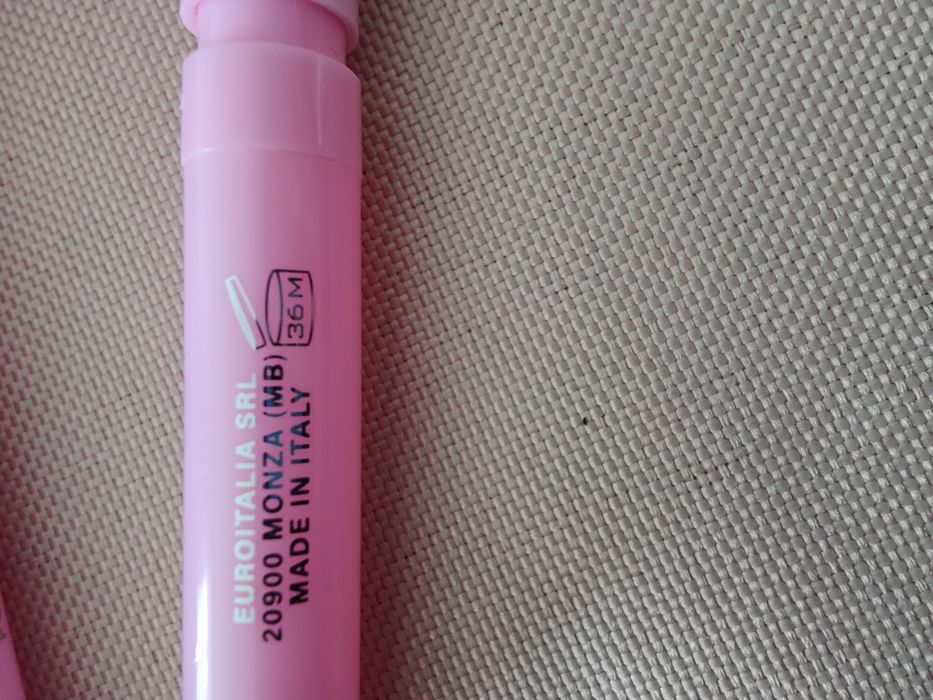 36M
EUROITALIA SRL
20900 MONZA (MB)
MADE IN ITALY